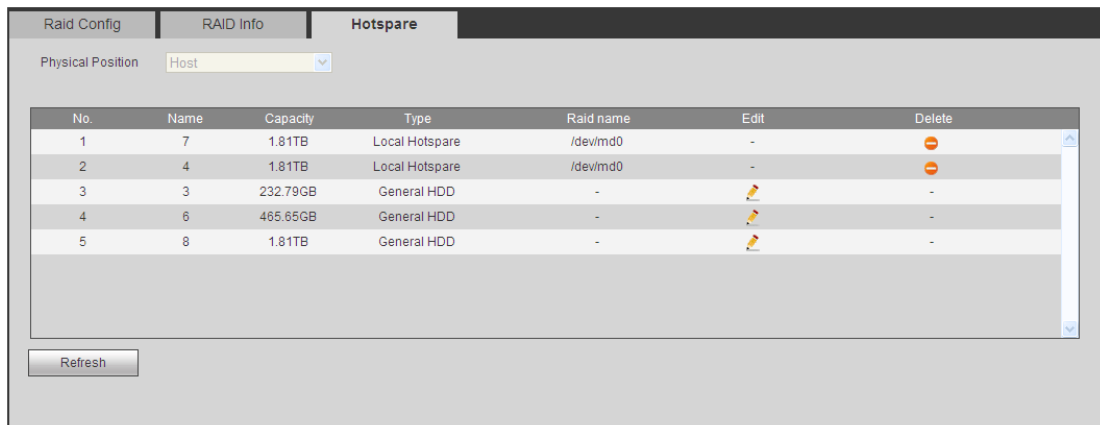 Raid Config RAID Info Hotspare
Physical Position Host
No. Name Capacity Type Raid name Edit Delete
1 7 1.81TB Local Hotspare /dev/md0 -
2 4 1.81TB Local Hotspare /dev/md0 -
3 3 232.79GB General HDD - -
4 6 465.65GB General HDD - -
5 8 1.81TB General HDD - -
Refresh